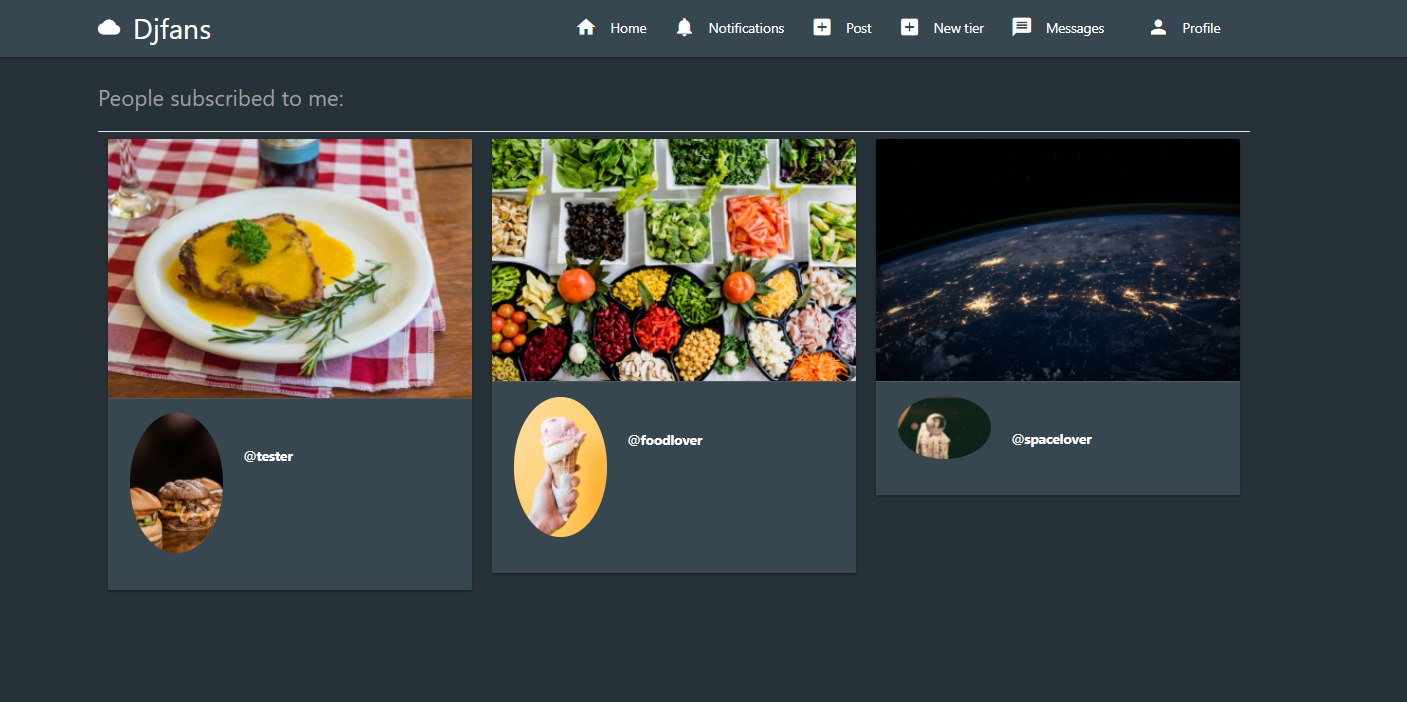 Djfans
Home
Notifications
Post
New tier
Messages
Profile
People subscribed to me:
@tester
@foodlover
@spacelover